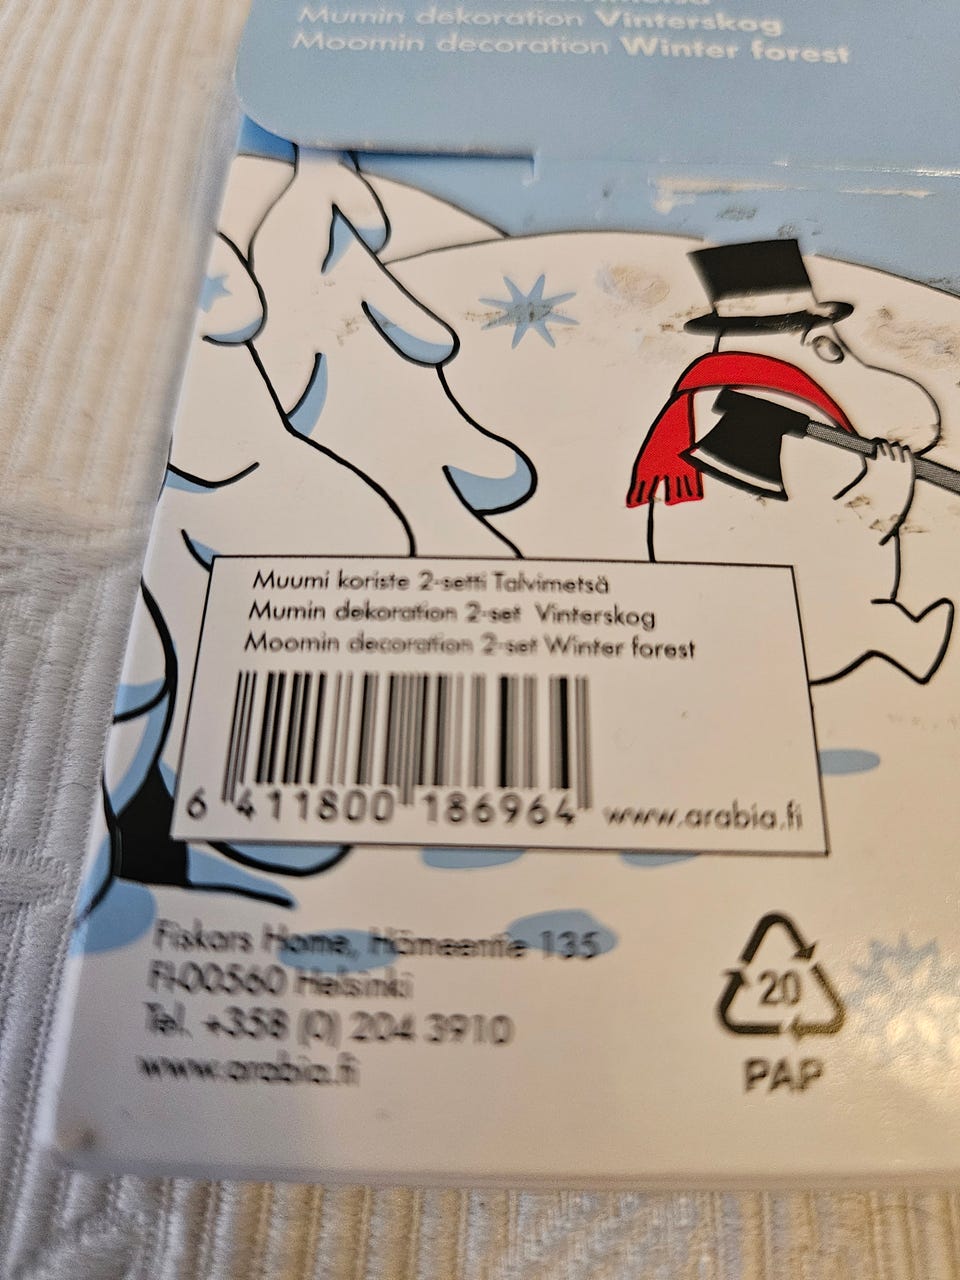 Mumin dekoration Vinterskog
Moomin decoration Winter forest
Muumi koriste 2-setti Talvimetsä
Mumin dekoration 2-set Vinterskog
Moomin decoration 2-set Winter forest
6 411800 186964 www.arabia.fi
Fiskars Home, Hämeentie 135
FI-00560 Helsinki
Tel. +358 (0) 204 3910
www.arabia.fi
20
PAP